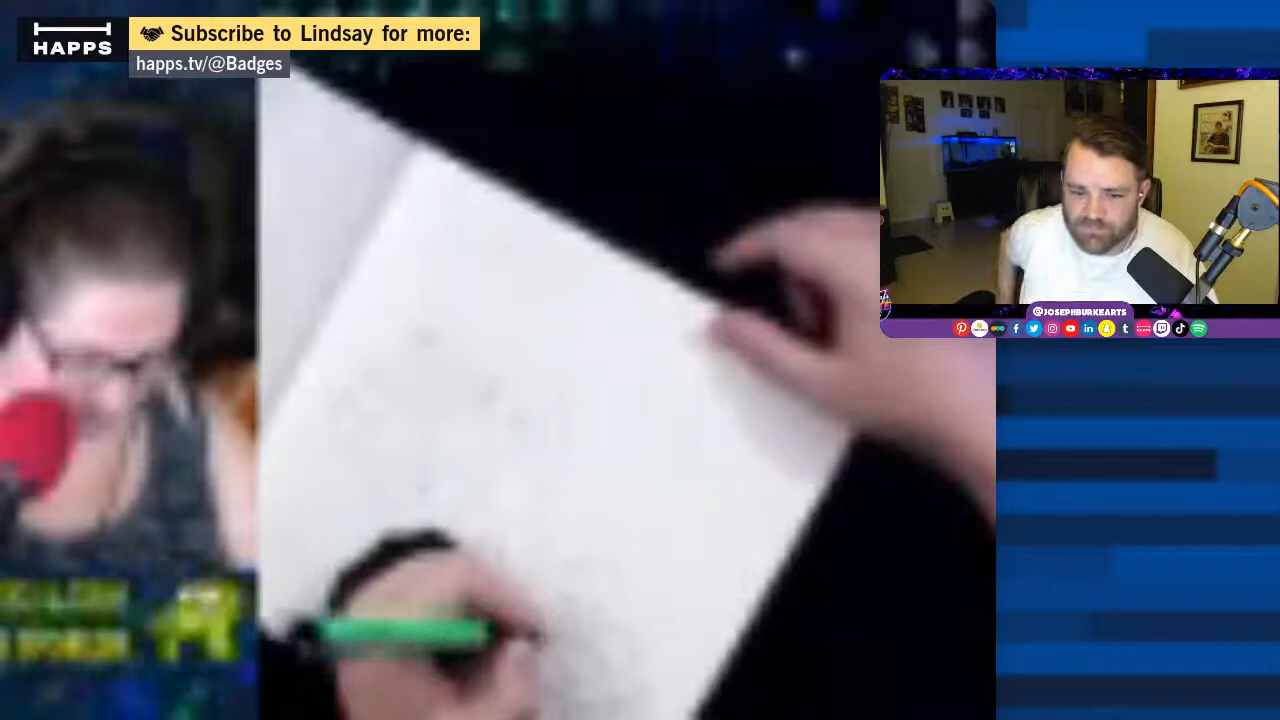 HAPPS
Subscribe to Lindsay for more:
happs.tv/@Badges
@JOSEPHBURKEARTS